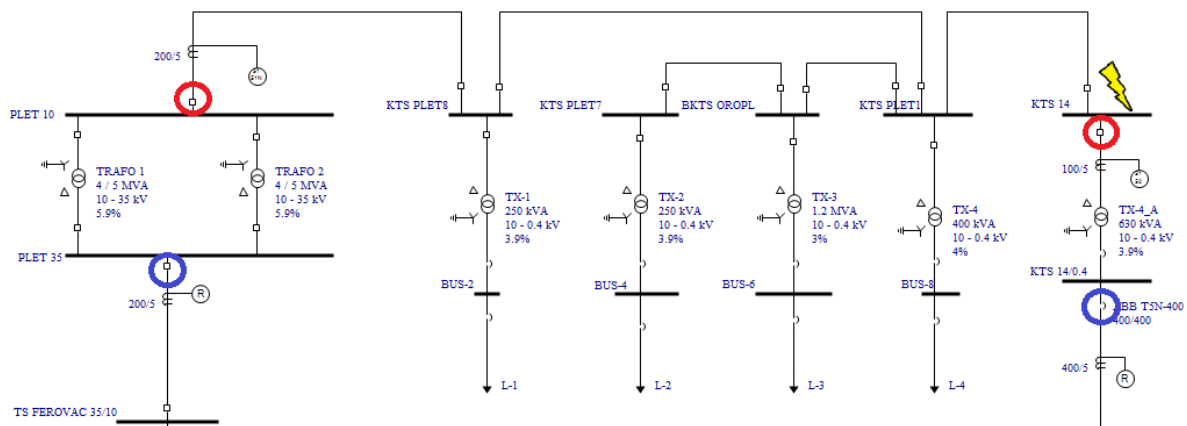 200/5
51N
PLET 10
KTS PLET8
KTS PLET7
BKTS OROPL
KTS PLET1
KTS 14
TRAFO 1
4 / 5 MVA
10 - 35 kV
5.9%
TRAFO 2
4 / 5 MVA
10 - 35 kV
5.9%
100/5
50
TX-1
250 kVA
10 - 0.4 kV
3.9%
TX-2
250 kVA
10 - 0.4 kV
3.9%
TX-3
1.2 MVA
10 - 0.4 kV
3%
TX-4
400 kVA
10 - 0.4 kV
4%
TX-4_A
630 kVA
10 - 0.4 kV
3.9%
PLET 35
200/5
R
BUS-2
BUS-4
BUS-6
BUS-8
KTS 14/0.4
BB T5N-400
400/400
400/5
R
L-1
L-2
L-3
L-4
TS FEROVAC 35/10